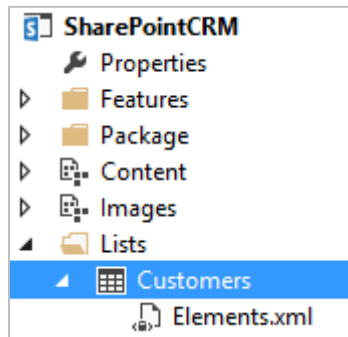 SharePointCRM
Properties
Features
Package
Content
Images
Lists
Customers
Elements.xml